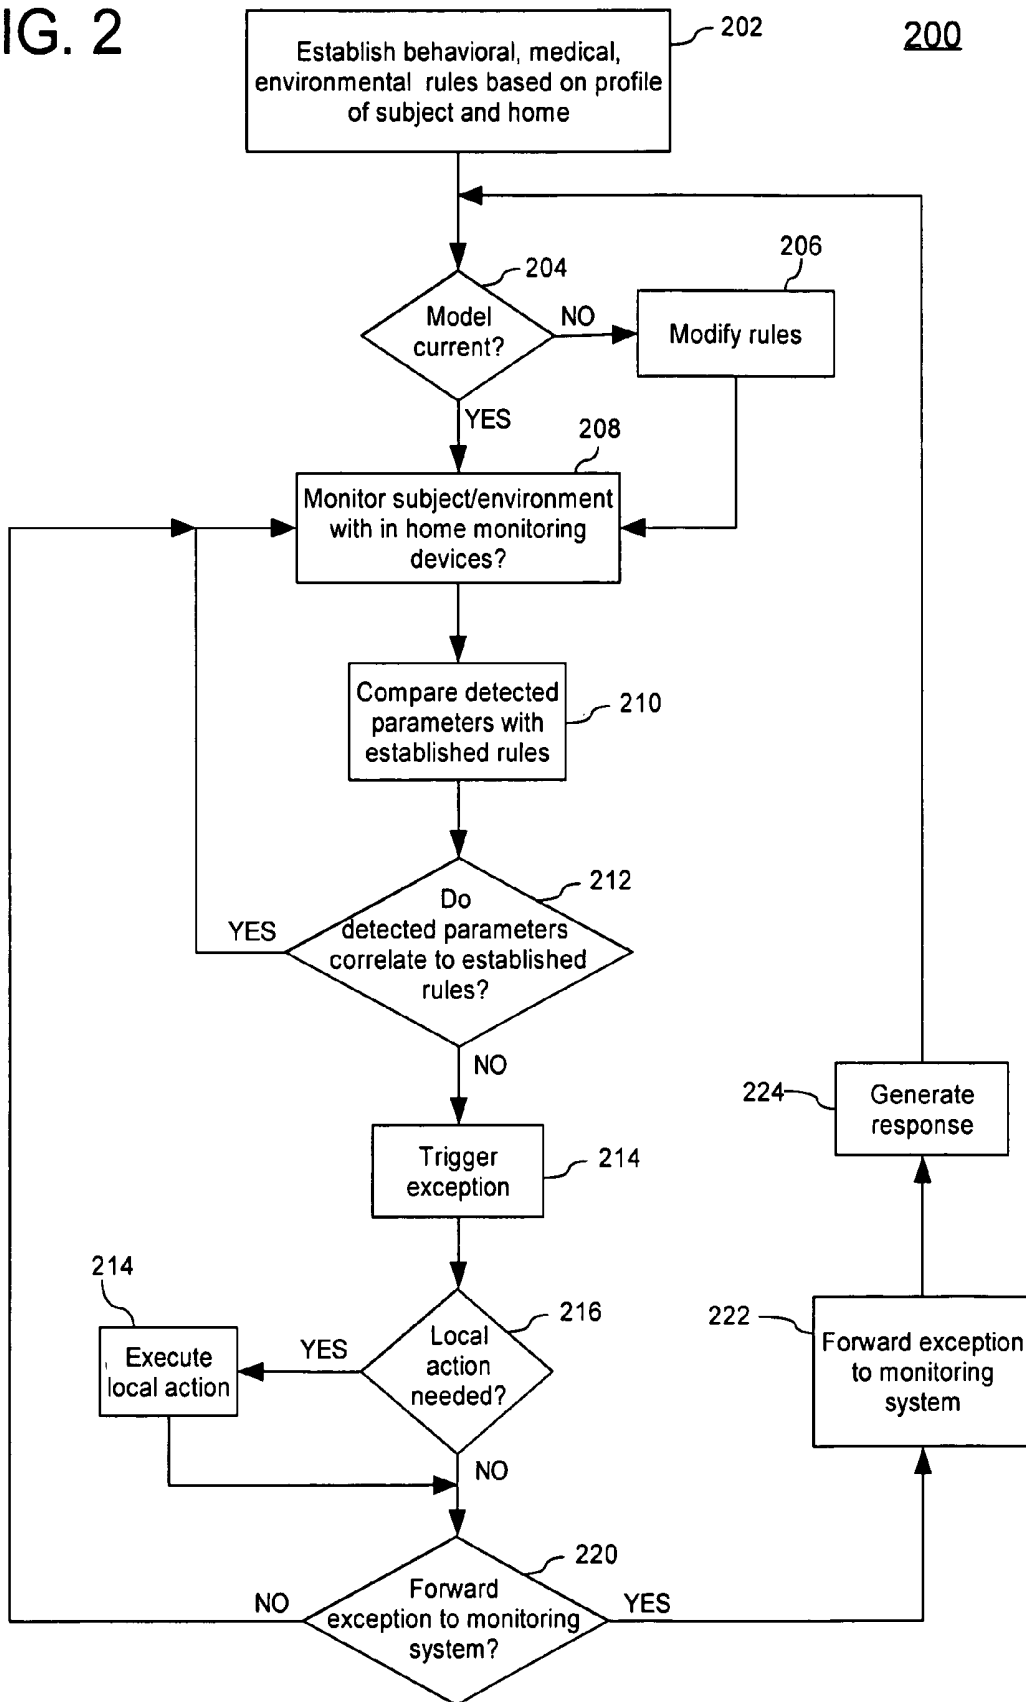 IG. 2
200
202
Establish behavioral, medical,
environmental rules based on profile
of subject and home
204
Model
current?
NO
206
Modify rules
YES
208
Monitor subject/environment
with in home monitoring
devices?
Compare detected
parameters with
established rules
210
212
Do
detected parameters
correlate to established
rules?
YES
NO
Trigger
exception
214
224
Generate
response
214
Execute
local action
YES
216
Local
action
needed?
NO
222
Forward exception
to monitoring
system
220
Forward
exception to monitoring
system?
NO
YES